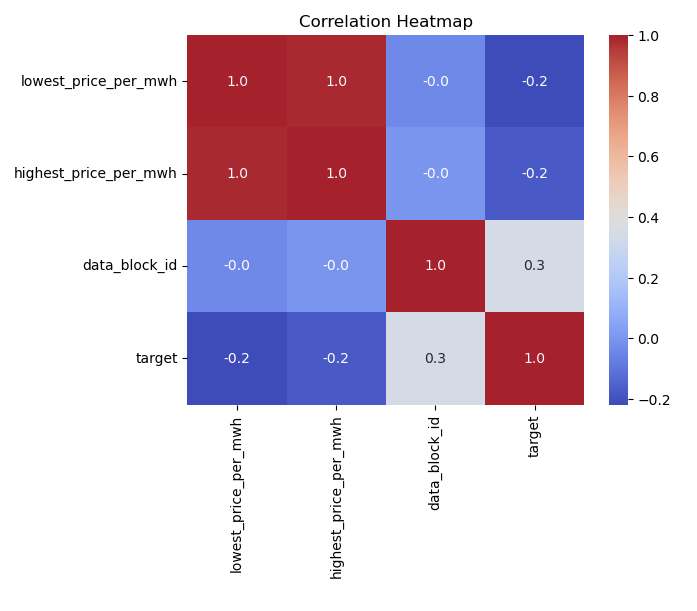 Correlation Heatmap
lowest_price_per_mwh 1.0 1.0 -0.0 -0.2
highest_price_per_mwh 1.0 1.0 -0.0 -0.2
data_block_id -0.0 -0.0 1.0 0.3
target -0.2 -0.2 0.3 1.0
lowest_price_per_mwh
highest_price_per_mwh
data_block_id
target
1.0
0.8
0.6
0.4
0.2
0.0
−0.2